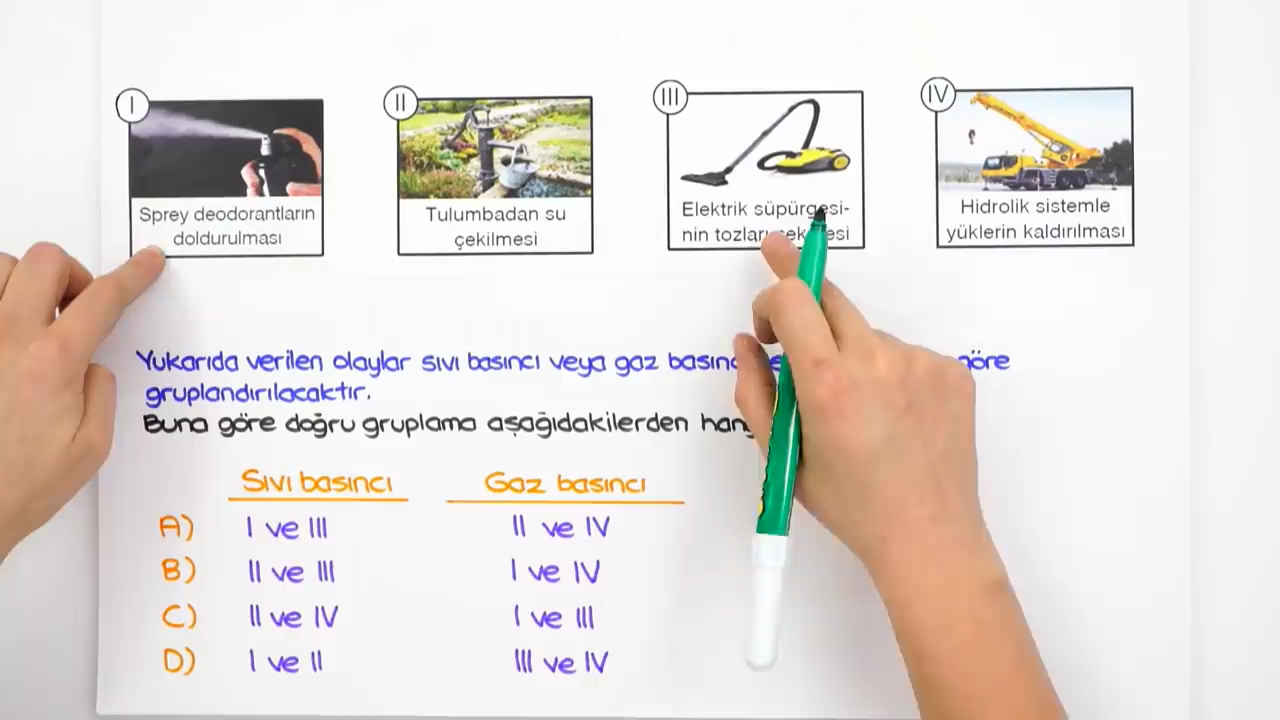 I
II
III
IV
Sprey deodorantların
doldurulması
Tulumbadan su
çekilmesi
Elektrik süpürgesi-
nin tozları
Hidrolik sistemle
yüklerin kaldırılması
Yukarıda verilen olaylar sıvı basıncı veya gaz göre
gruplandırılacaktır.
Buna göre doğru gruplama aşağıdakilerden
Sıvı basıncı Gaz basıncı
A) I ve III II ve IV
B) II ve III I ve IV
C) II ve IV I ve III
D) I ve II III ve IV